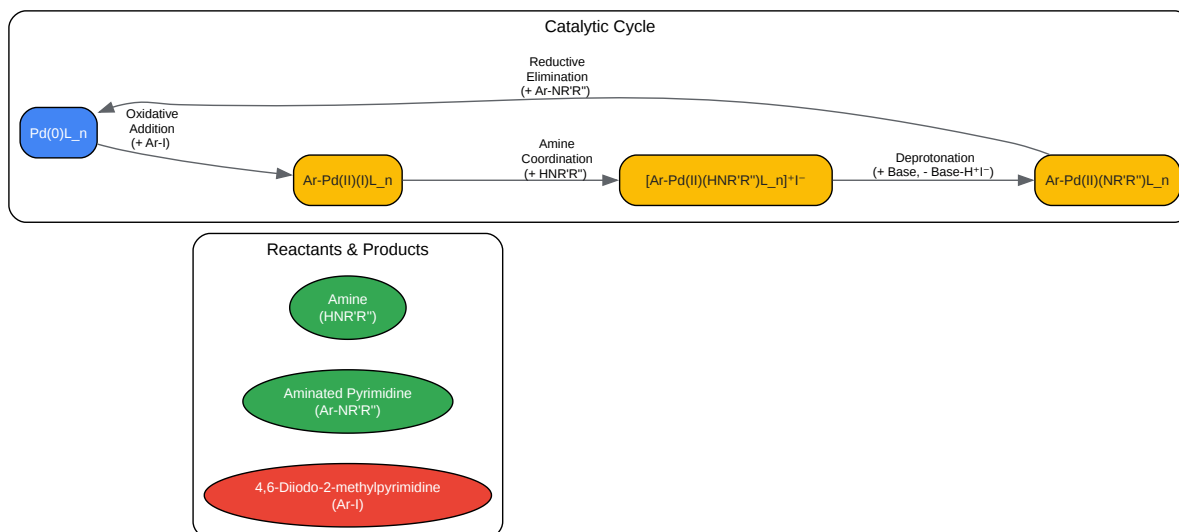 Catalytic Cycle
Reductive
Elimination
(+ Ar-NR'R")
Oxidative
Addition
(+ Ar-I)
Pd(0)L_n
Amine
Coordination
(+ HNR'R")
Deprotonation
(+ Base, - Base-H⁺I⁻)
Ar-Pd(II)(I)L_n
[Ar-Pd(II)(HNR'R")L_n]⁺I⁻
Ar-Pd(II)(NR'R")L_n
Reactants & Products
Amine
(HNR'R")
Aminated Pyrimidine
(Ar-NR'R")
4,6-Diiodo-2-methylpyrimidine
(Ar-I)